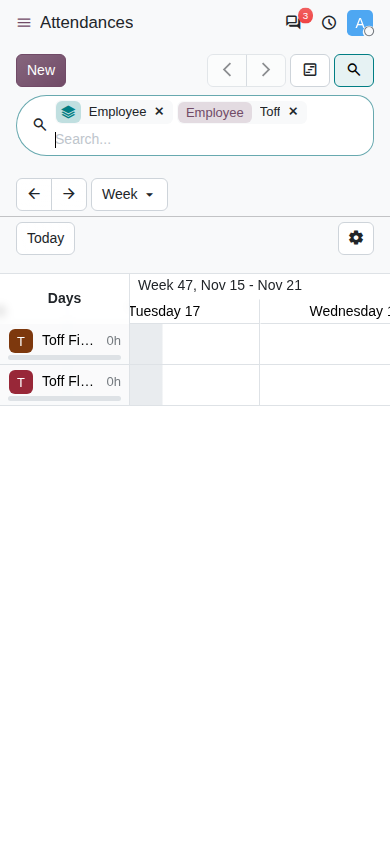 Attendances
3
A
New
Employee ×
Employee Toff ×
Search...
Week
Today
Days
Week 47, Nov 15 - Nov 21
Tuesday 17
Wednesday 1
T Toff Fi... 0h
T Toff Fl... 0h